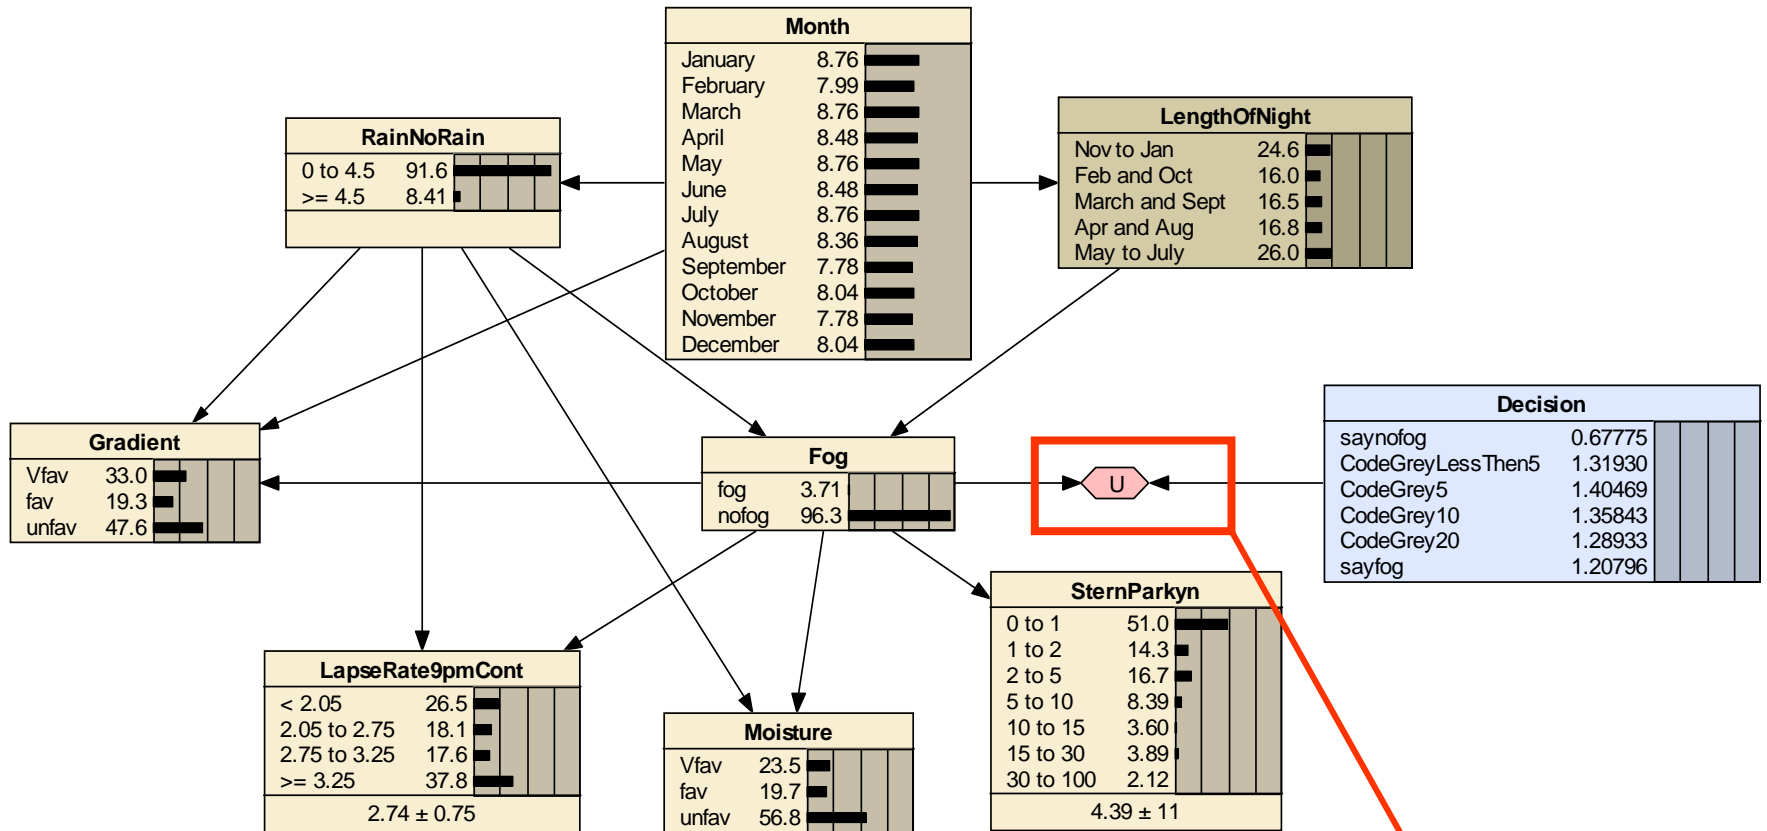 Month
January 8.76
February 7.99
March 8.76
April 8.48
May 8.76
June 8.48
July 8.76
August 8.36
September 7.78
October 8.04
November 7.78
December 8.04
RainNoRain
0 to 4.5 91.6
>= 4.5 8.41
LengthOfNight
Nov to Jan 24.6
Feb and Oct 16.0
March and Sept 16.5
Apr and Aug 16.8
May to July 26.0
Gradient
Vfav 33.0
fav 19.3
unfav 47.6
Fog
fog 3.71
nofog 96.3
U
Decision
saynofog 0.67775
CodeGreyLessThen5 1.31930
CodeGrey5 1.40469
CodeGrey10 1.35843
CodeGrey20 1.28933
sayfog 1.20796
LapseRate9pmCont
< 2.05 26.5
2.05 to 2.75 18.1
2.75 to 3.25 17.6
>= 3.25 37.8
2.74 ± 0.75
Moisture
Vfav 23.5
fav 19.7
unfav 56.8
SternParkyn
0 to 1 51.0
1 to 2 14.3
2 to 5 16.7
5 to 10 8.39
10 to 15 3.60
15 to 30 3.89
30 to 100 2.12
4.39 ± 11